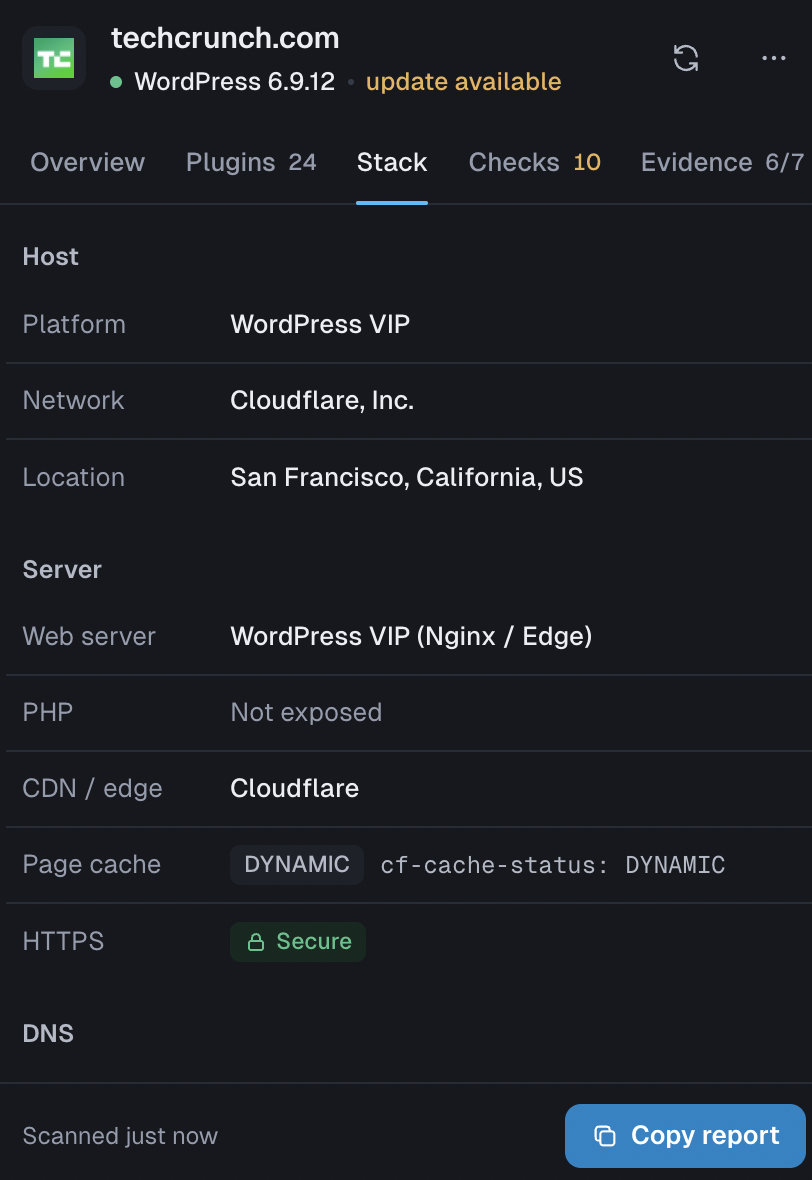 TC
techcrunch.com
WordPress 6.9.12 • update available
Overview Plugins 24 Stack Checks 10 Evidence 6/7
Host
Platform WordPress VIP
Network Cloudflare, Inc.
Location San Francisco, California, US
Server
Web server WordPress VIP (Nginx / Edge)
PHP Not exposed
CDN / edge Cloudflare
Page cache DYNAMIC cf-cache-status: DYNAMIC
HTTPS Secure
DNS
Scanned just now Copy report